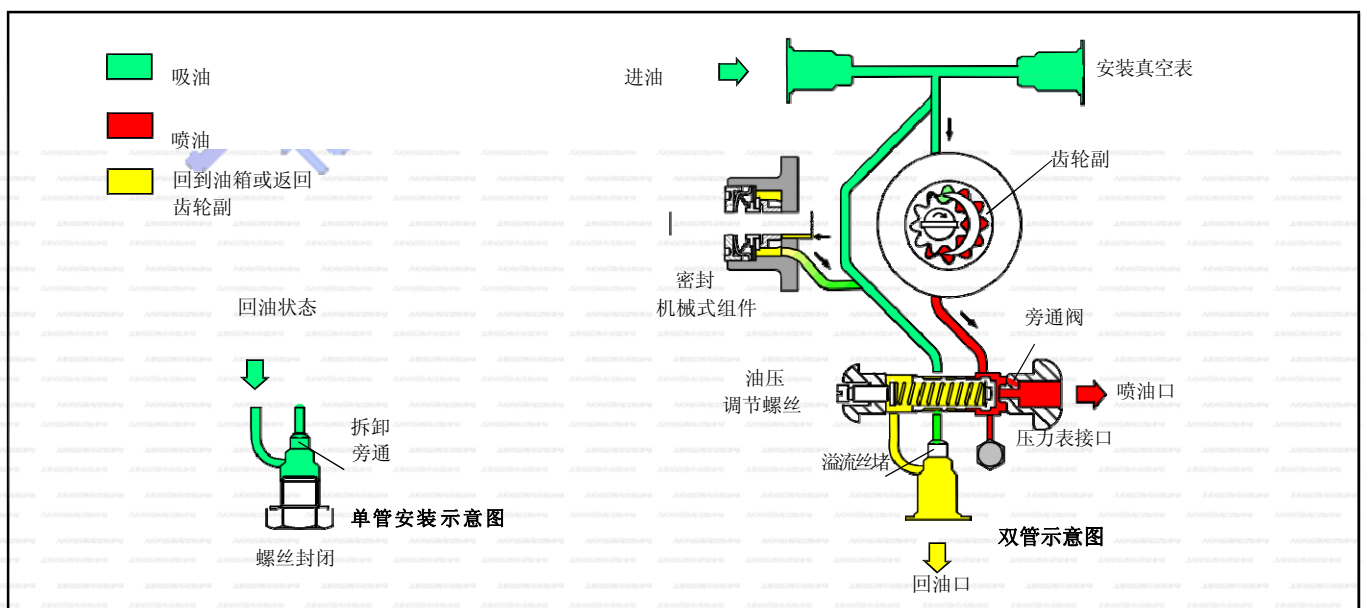 吸油
喷油
回到油箱或返回
齿轮副
进油
安装真空表
齿轮副
密封
机械式组件
回油状态
旁通阀
油压
调节螺丝
喷油口
拆卸
旁通
压力表接口
溢流丝堵
单管安装示意图
双管示意图
螺丝封闭
回油口